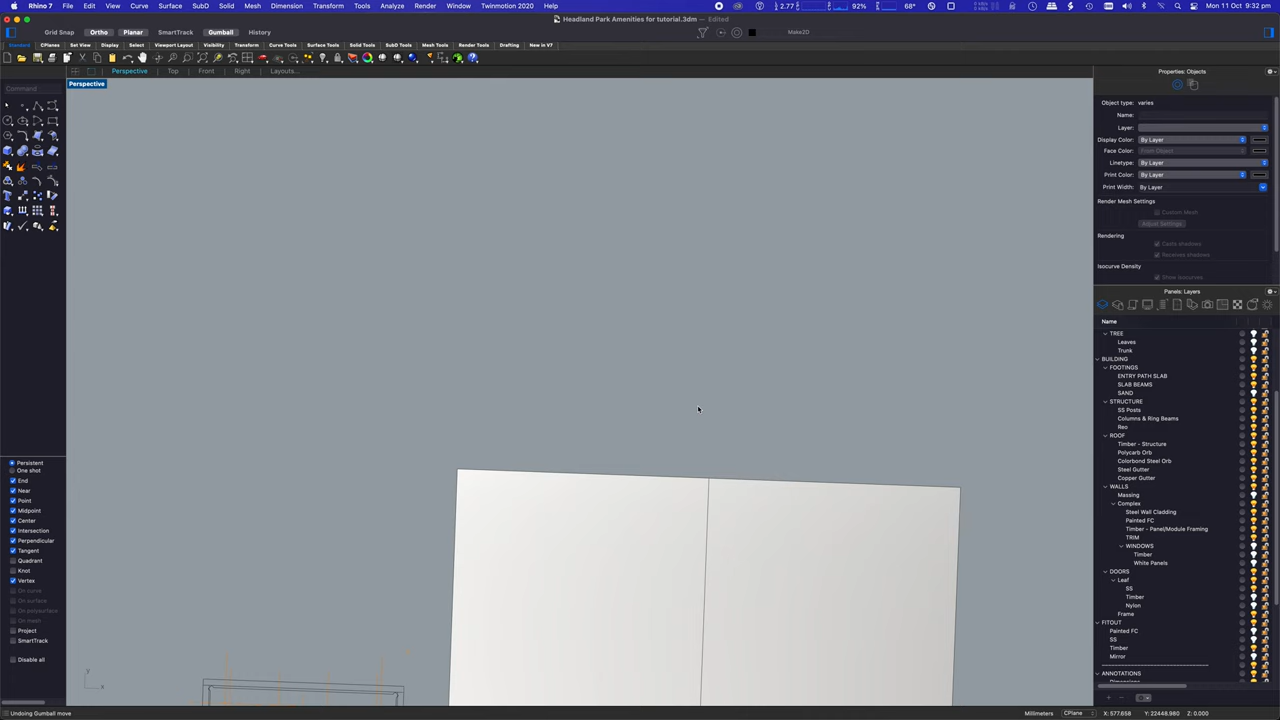 Rhino 7 File Edit View Curve Surface SubD Solid Mesh Dimension Transform Tools Analyze Render Window Twinmotion 2020 Help
2.77 92% 68° Mon 11 Oct 9:32 pm
Headland Park Amenities for tutorial.3dm — Edited
Grid Snap Ortho Planar SmartTrack Gumball History
Make2D
Standard CPlanes Set View Display Select Viewport Layout Visibility Transform Curve Tools Surface Tools Solid Tools SubD Tools Mesh Tools Render Tools Drafting New in V7
Perspective Top Front Right Layouts...
Properties: Objects
Perspective
Command
Object type: varies
Name:
Layer:
Display Color: By Layer
Face Color: From Object
Linetype: By Layer
Print Color: By Layer
Print Width: By Layer
Render Mesh Settings
Custom Mesh
Adjust Settings
Rendering
Casts shadows
Receives shadows
Isocurve Density
Show isocurves
Panels: Layers
Name
TREE
Leaves
Trunk
BUILDING
FOOTINGS
ENTRY PATH SLAB
SLAB BEAMS
SAND
STRUCTURE
SS Posts
Columns & Ring Beams
Reo
ROOF
Timber - Structure
Polycarb Orb
Colorbond Steel Orb
Steel Gutter
Copper Gutter
WALLS
Massing
Complex
Steel Wall Cladding
Painted FC
Timber - Panel/Module Framing
TRIM
WINDOWS
Timber
White Panels
DOORS
Leaf
SS
Timber
Nylon
Frame
FITOUT
Painted FC
SS
Timber
Mirror
ANNOTATIONS
Dimensions
Persistent
One shot
End
Near
Point
Midpoint
Center
Intersection
Perpendicular
Tangent
Quadrant
Knot
Vertex
On curve
On surface
On polysurface
On mesh
Project
SmartTrack
Disable all
y
x
Undoing Gumball move
Millimeters CPlane X: 577.658 Y: 22448.980 Z: 0.000